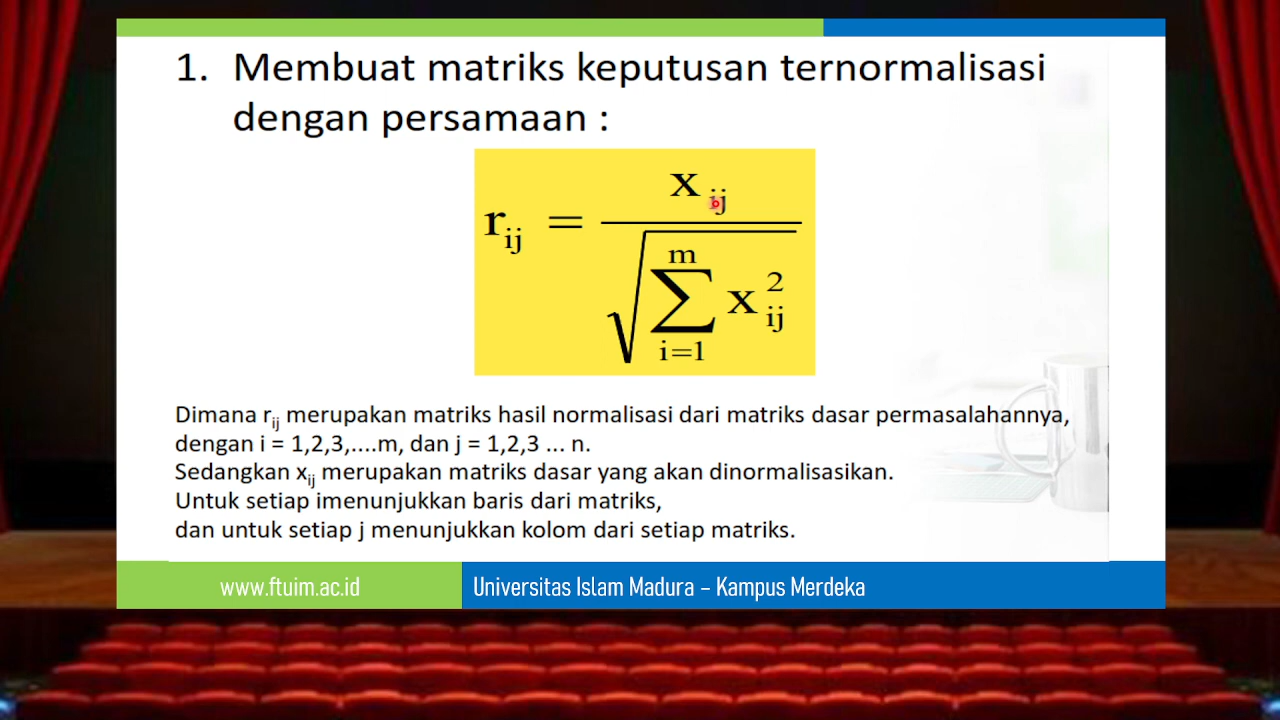 1. Membuat matriks keputusan ternormalisasi
dengan persamaan :
r_ij = x_ij / √(∑_{i=1}^{m} x_ij^2)
Dimana r_ij merupakan matriks hasil normalisasi dari matriks dasar permasalahannya,
dengan i = 1,2,3,....m, dan j = 1,2,3 ... n.
Sedangkan x_ij merupakan matriks dasar yang akan dinormalisasikan.
Untuk setiap imenunjukkan baris dari matriks,
dan untuk setiap j menunjukkan kolom dari setiap matriks.
www.ftuim.ac.id
Universitas Islam Madura – Kampus Merdeka